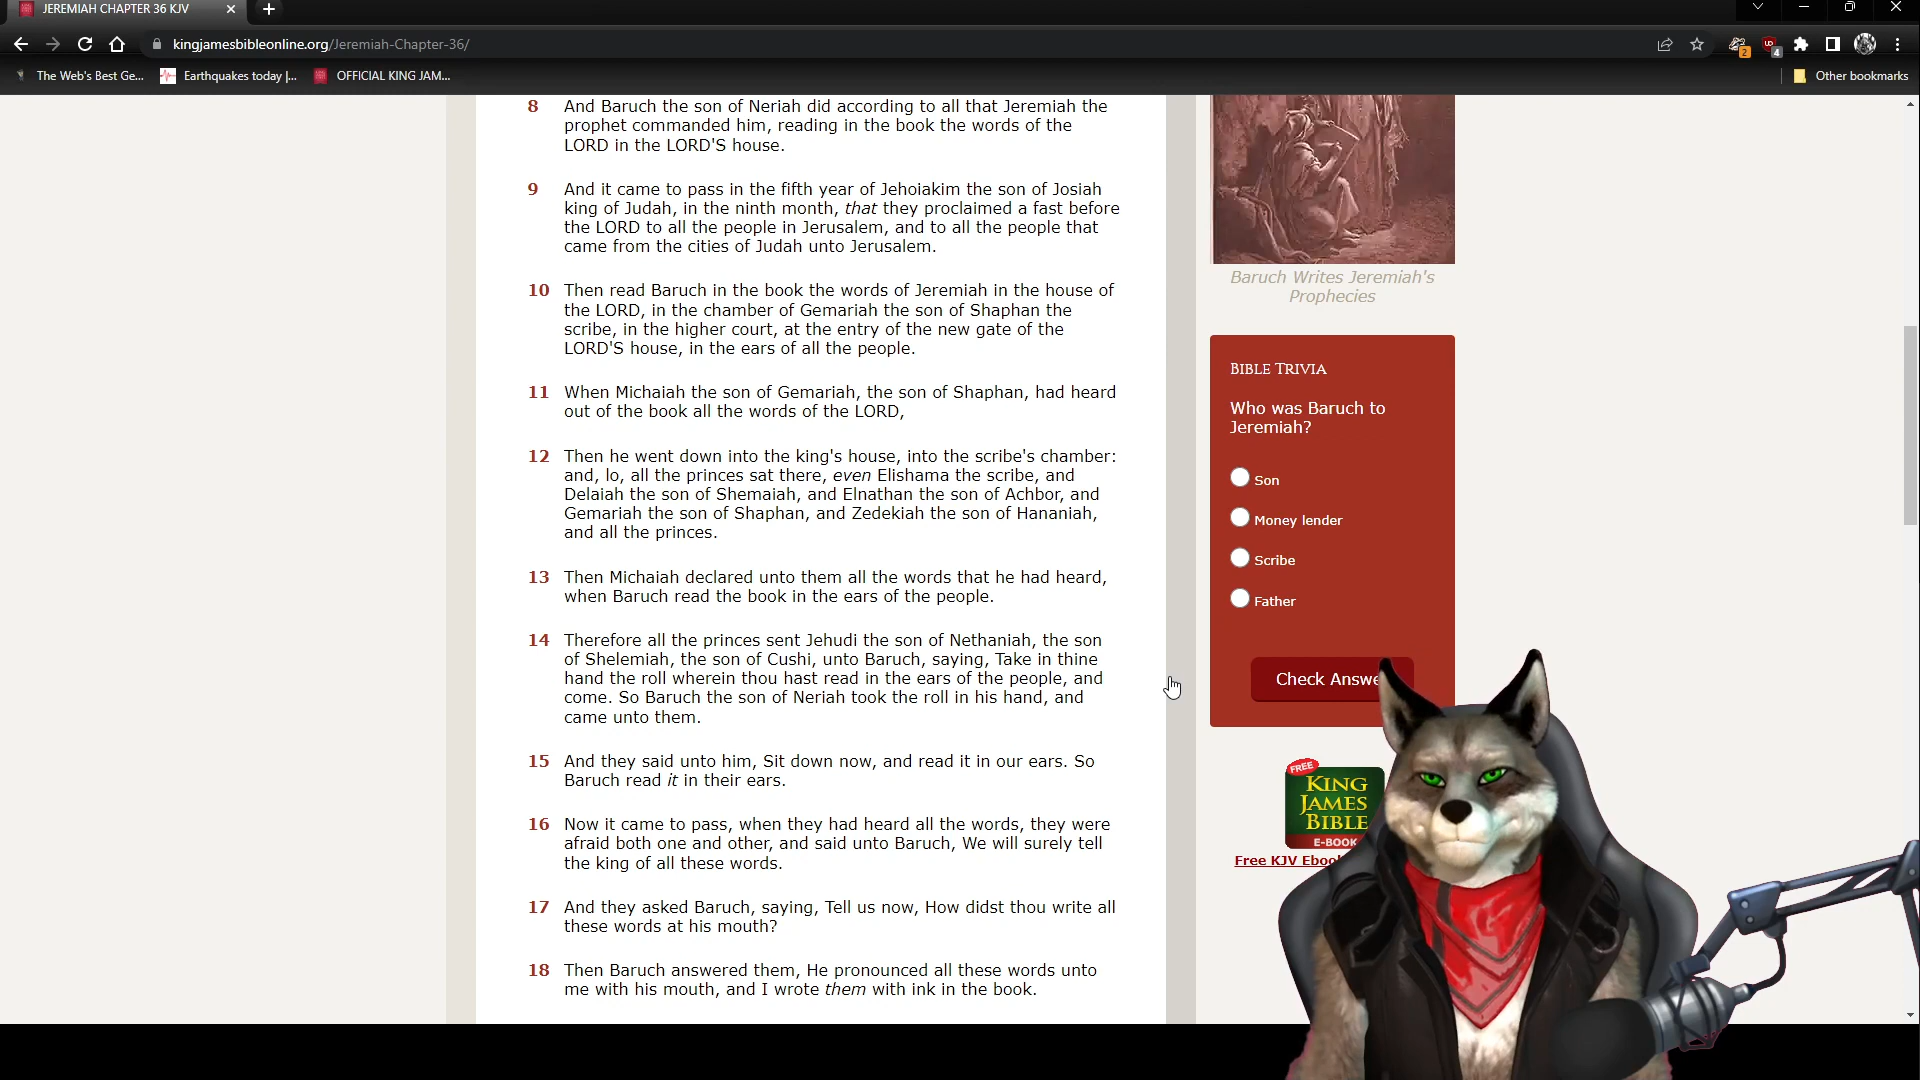 JEREMIAH CHAPTER 36 KJV
kingjamesbibleonline.org/Jeremiah-Chapter-36/
2
4
The Web's Best Ge...
Earthquakes today |...
OFFICIAL KING JAM...
Other bookmarks
8 And Baruch the son of Neriah did according to all that Jeremiah the
prophet commanded him, reading in the book the words of the
LORD in the LORD'S house.
9 And it came to pass in the fifth year of Jehoiakim the son of Josiah
king of Judah, in the ninth month, that they proclaimed a fast before
the LORD to all the people in Jerusalem, and to all the people that
came from the cities of Judah unto Jerusalem.
10 Then read Baruch in the book the words of Jeremiah in the house of
the LORD, in the chamber of Gemariah the son of Shaphan the
scribe, in the higher court, at the entry of the new gate of the
LORD'S house, in the ears of all the people.
11 When Michaiah the son of Gemariah, the son of Shaphan, had heard
out of the book all the words of the LORD,
12 Then he went down into the king's house, into the scribe's chamber:
and, lo, all the princes sat there, even Elishama the scribe, and
Delaiah the son of Shemaiah, and Elnathan the son of Achbor, and
Gemariah the son of Shaphan, and Zedekiah the son of Hananiah,
and all the princes.
13 Then Michaiah declared unto them all the words that he had heard,
when Baruch read the book in the ears of the people.
14 Therefore all the princes sent Jehudi the son of Nethaniah, the son
of Shelemiah, the son of Cushi, unto Baruch, saying, Take in thine
hand the roll wherein thou hast read in the ears of the people, and
come. So Baruch the son of Neriah took the roll in his hand, and
came unto them.
15 And they said unto him, Sit down now, and read it in our ears. So
Baruch read it in their ears.
16 Now it came to pass, when they had heard all the words, they were
afraid both one and other, and said unto Baruch, We will surely tell
the king of all these words.
17 And they asked Baruch, saying, Tell us now, How didst thou write all
these words at his mouth?
18 Then Baruch answered them, He pronounced all these words unto
me with his mouth, and I wrote them with ink in the book.
Baruch Writes Jeremiah's
Prophecies
BIBLE TRIVIA
Who was Baruch to
Jeremiah?
Son
Money lender
Scribe
Father
Check Answe
FREE
KING
JAMES
BIBLE
E-BOOK
Free KJV Eboo